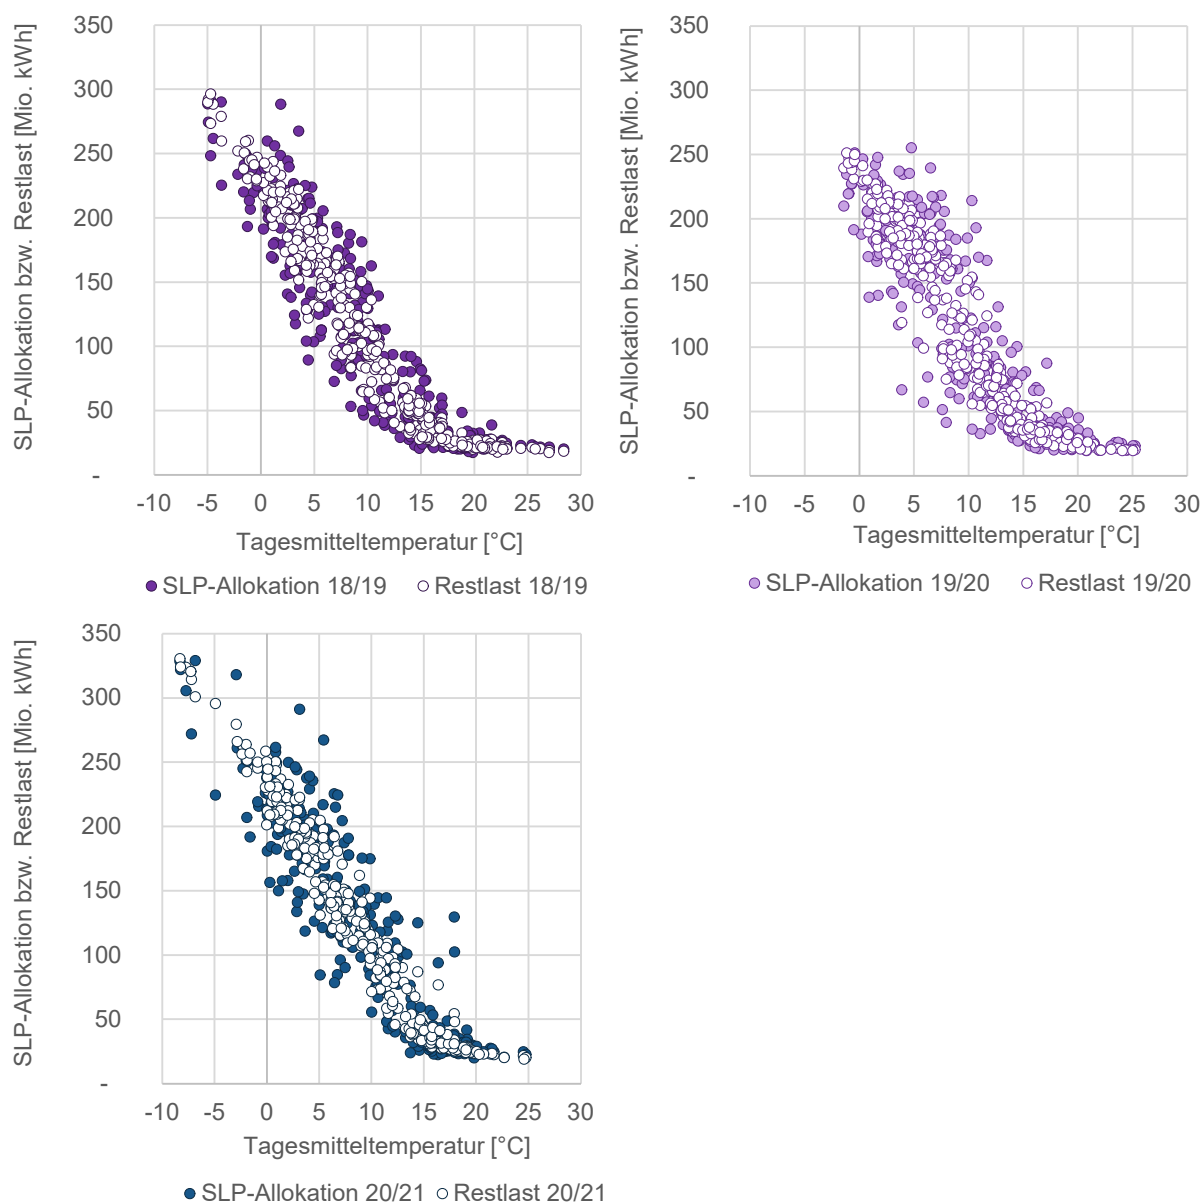 SLP-Allokation bzw. Restlast [Mio. kWh]
350
300
250
200
150
100
50
-
-10 -5 0 5 10 15 20 25 30
Tagesmitteltemperatur [°C]
SLP-Allokation 18/19 Restlast 18/19
SLP-Allokation bzw. Restlast [Mio. kWh]
350
300
250
200
150
100
50
-
-10 -5 0 5 10 15 20 25 30
Tagesmitteltemperatur [°C]
SLP-Allokation 19/20 Restlast 19/20
SLP-Allokation bzw. Restlast [Mio. kWh]
350
300
250
200
150
100
50
-
-10 -5 0 5 10 15 20 25 30
Tagesmitteltemperatur [°C]
SLP-Allokation 20/21 Restlast 20/21